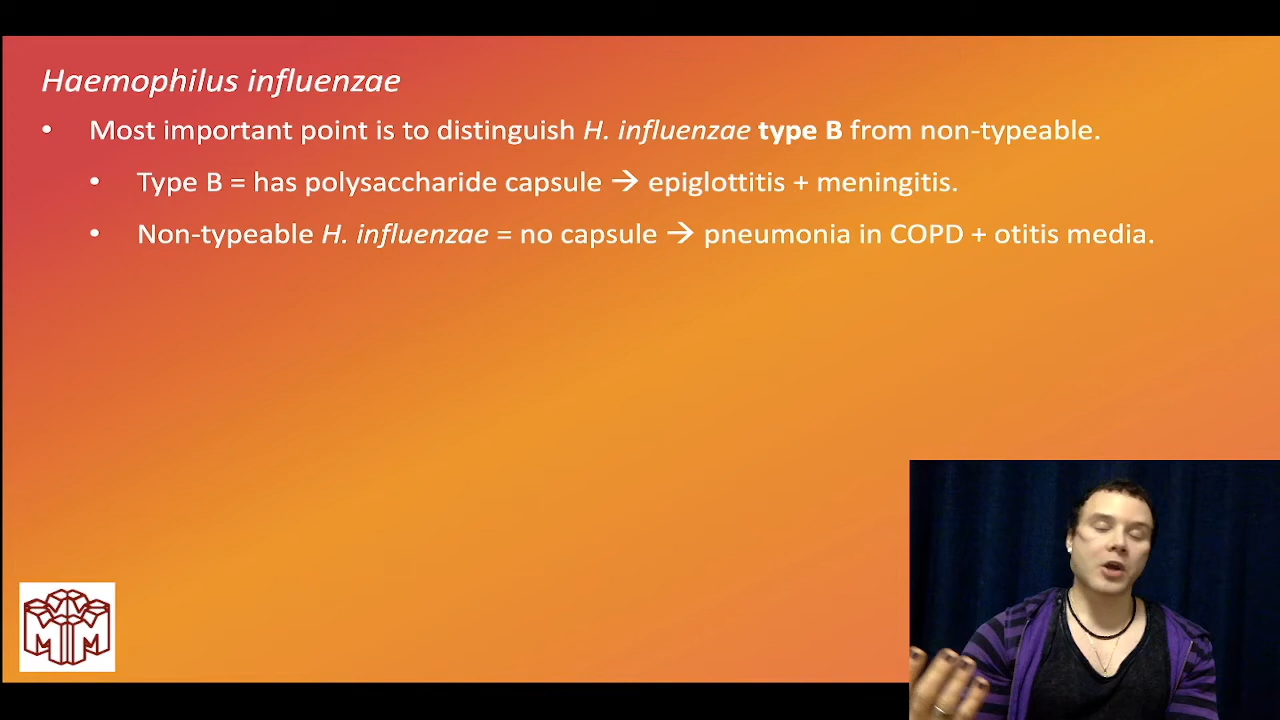 Haemophilus influenzae
• Most important point is to distinguish H. influenzae type B from non-typeable.
• Type B = has polysaccharide capsule → epiglottitis + meningitis.
• Non-typeable H. influenzae = no capsule → pneumonia in COPD + otitis media.
M M